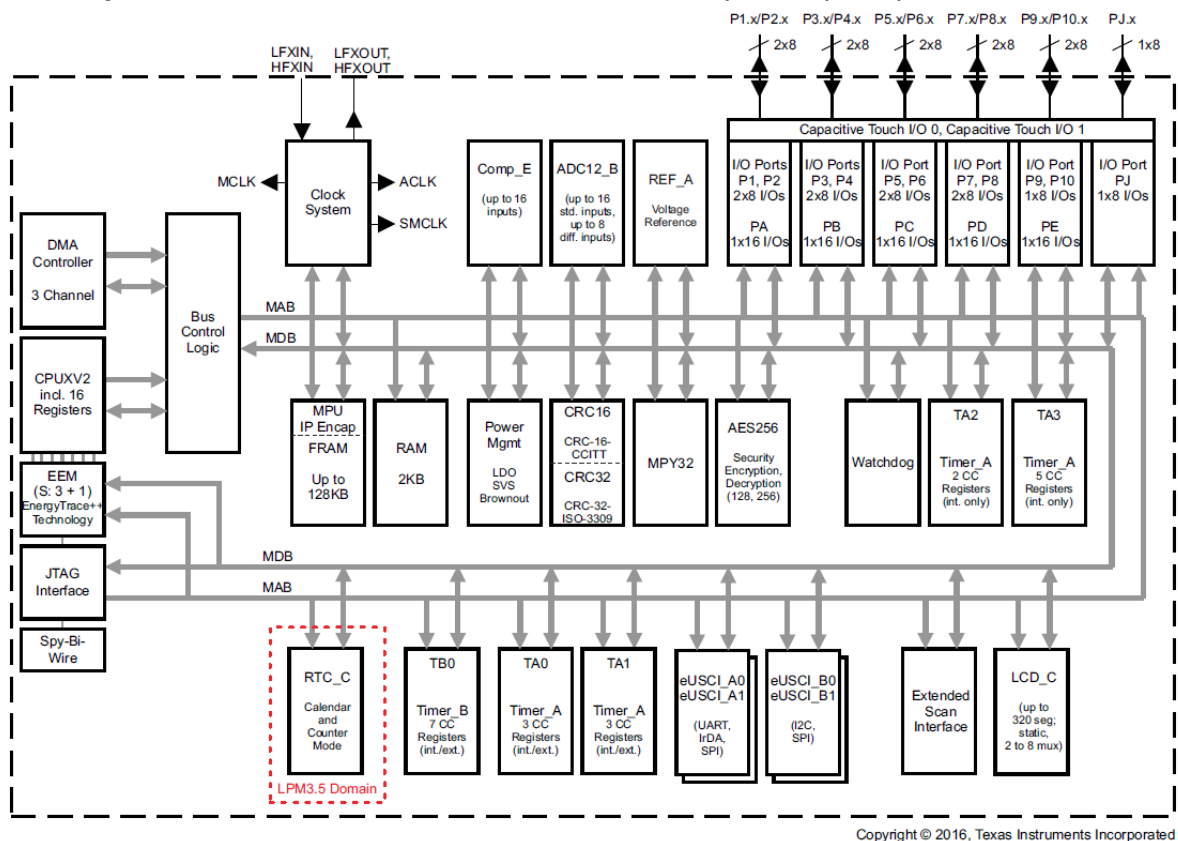 P1.x/P2.x
P3.x/P4.x
P5.x/P6.x
P7.x/P8.x
P9.x/P10.x
PJ.x
2x8
2x8
2x8
2x8
2x8
1x8
LFXIN,
HFXIN
LFXOUT,
HFXOUT
Capacitive Touch I/O 0, Capacitive Touch I/O 1
MCLK
Clock
System
ACLK
SMCLK
Comp_E
(up to 16
inputs)
ADC12_B
(up to 16
std. inputs,
up to 8
diff. inputs)
REF_A
Voltage
Reference
I/O Ports
P1, P2
2x8 I/Os
PA
1x16 I/Os
I/O Ports
P3, P4
2x8 I/Os
PB
1x16 I/Os
I/O Port
P5, P6
2x8 I/Os
PC
1x16 I/Os
I/O Port
P7, P8
2x8 I/Os
PD
1x16 I/Os
I/O Port
P9, P10
1x8 I/Os
PE
1x16 I/Os
I/O Port
PJ
1x8 I/Os
DMA
Controller
3 Channel
Bus
Control
Logic
MAB
MDB
CPUXV2
incl. 16
Registers
MPU
IP Encap
FRAM
Up to
128KB
RAM
2KB
Power
Mgmt
LDO
SVS
Brownout
CRC16
CRC-16-
CCITT
CRC32
CRC-32-
ISO-3309
MPY32
AES256
Security
Encryption,
Decryption
(128, 256)
Watchdog
TA2
Timer_A
2 CC
Registers
(int. only)
TA3
Timer_A
5 CC
Registers
(int. only)
EEM
(S: 3 + 1)
EnergyTrace++
Technology
MDB
JTAG
Interface
MAB
Spy-Bi-
Wire
RTC_C
Calendar
and
Counter
Mode
LPM3.5 Domain
TB0
Timer_B
7 CC
Registers
(int./ext.)
TA0
Timer_A
3 CC
Registers
(int./ext.)
TA1
Timer_A
3 CC
Registers
(int./ext.)
eUSCI_A0
eUSCI_A1
(UART,
IrDA,
SPI)
eUSCI_B0
eUSCI_B1
(I2C,
SPI)
Extended
Scan
Interface
LCD_C
(up to
320 seg;
static,
2 to 8 mux)
Copyright © 2016, Texas Instruments Incorporated